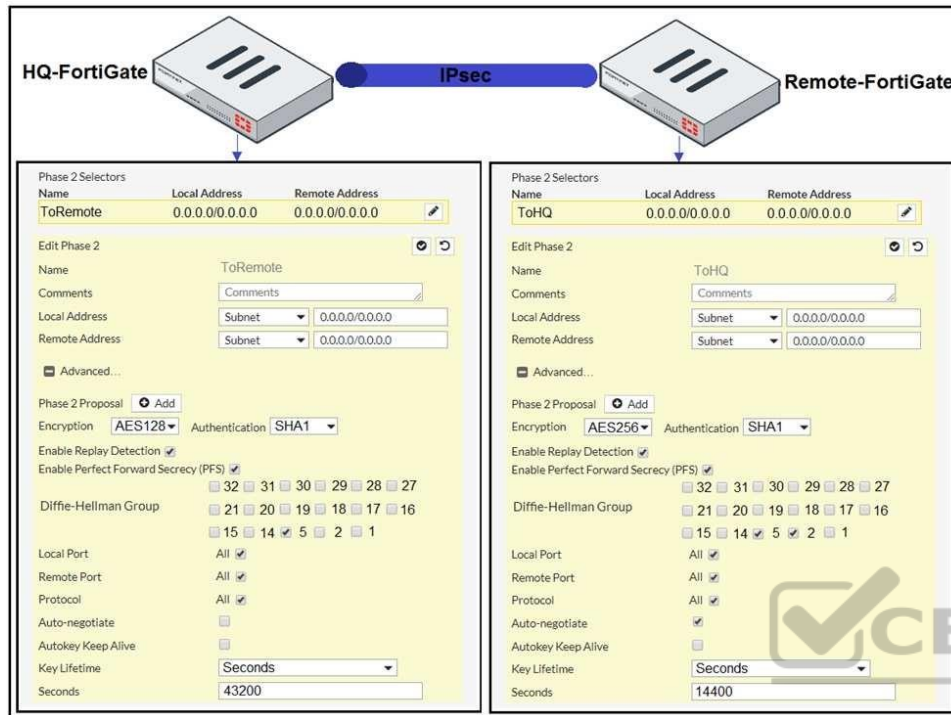 HQ-FortiGate
IPsec
Remote-FortiGate
Phase 2 Selectors
Name Local Address Remote Address
ToRemote 0.0.0.0/0.0.0.0 0.0.0.0/0.0.0.0
Edit Phase 2
Name ToRemote
Comments Comments
Local Address Subnet 0.0.0.0/0.0.0.0
Remote Address Subnet 0.0.0.0/0.0.0.0
Advanced...
Phase 2 Proposal Add
Encryption AES128 Authentication SHA1
Enable Replay Detection
Enable Perfect Forward Secrecy (PFS)
32 31 30 29 28 27
Diffie-Hellman Group 21 20 19 18 17 16
15 14 5 2 1
Local Port All
Remote Port All
Protocol All
Auto-negotiate
Autokey Keep Alive
Key Lifetime Seconds
Seconds 43200
Phase 2 Selectors
Name Local Address Remote Address
ToHQ 0.0.0.0/0.0.0.0 0.0.0.0/0.0.0.0
Edit Phase 2
Name ToHQ
Comments Comments
Local Address Subnet 0.0.0.0/0.0.0.0
Remote Address Subnet 0.0.0.0/0.0.0.0
Advanced...
Phase 2 Proposal Add
Encryption AES256 Authentication SHA1
Enable Replay Detection
Enable Perfect Forward Secrecy (PFS)
32 31 30 29 28 27
Diffie-Hellman Group 21 20 19 18 17 16
15 14 5 2 1
Local Port All
Remote Port All
Protocol All
Auto-negotiate
Autokey Keep Alive
Key Lifetime Seconds
Seconds 14400